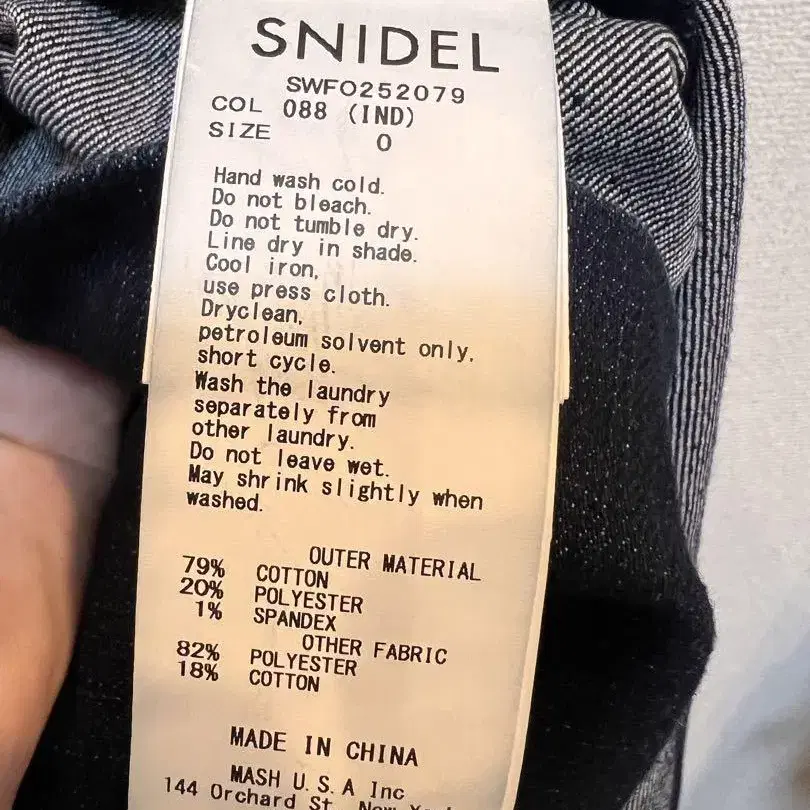 SNIDEL
SWFO252079
COL 088 (IND)
SIZE 0
Hand wash cold.
Do not bleach.
Do not tumble dry.
Line dry in shade.
Cool iron,
use press cloth.
Dryclean,
petroleum solvent only,
short cycle.
Wash the laundry
separately from
other laundry.
Do not leave wet.
May shrink slightly when
washed.
OUTER MATERIAL
79% COTTON
20% POLYESTER
1% SPANDEX
OTHER FABRIC
82% POLYESTER
18% COTTON
MADE IN CHINA
MASH U.S.A Inc
144 Orchard St. New